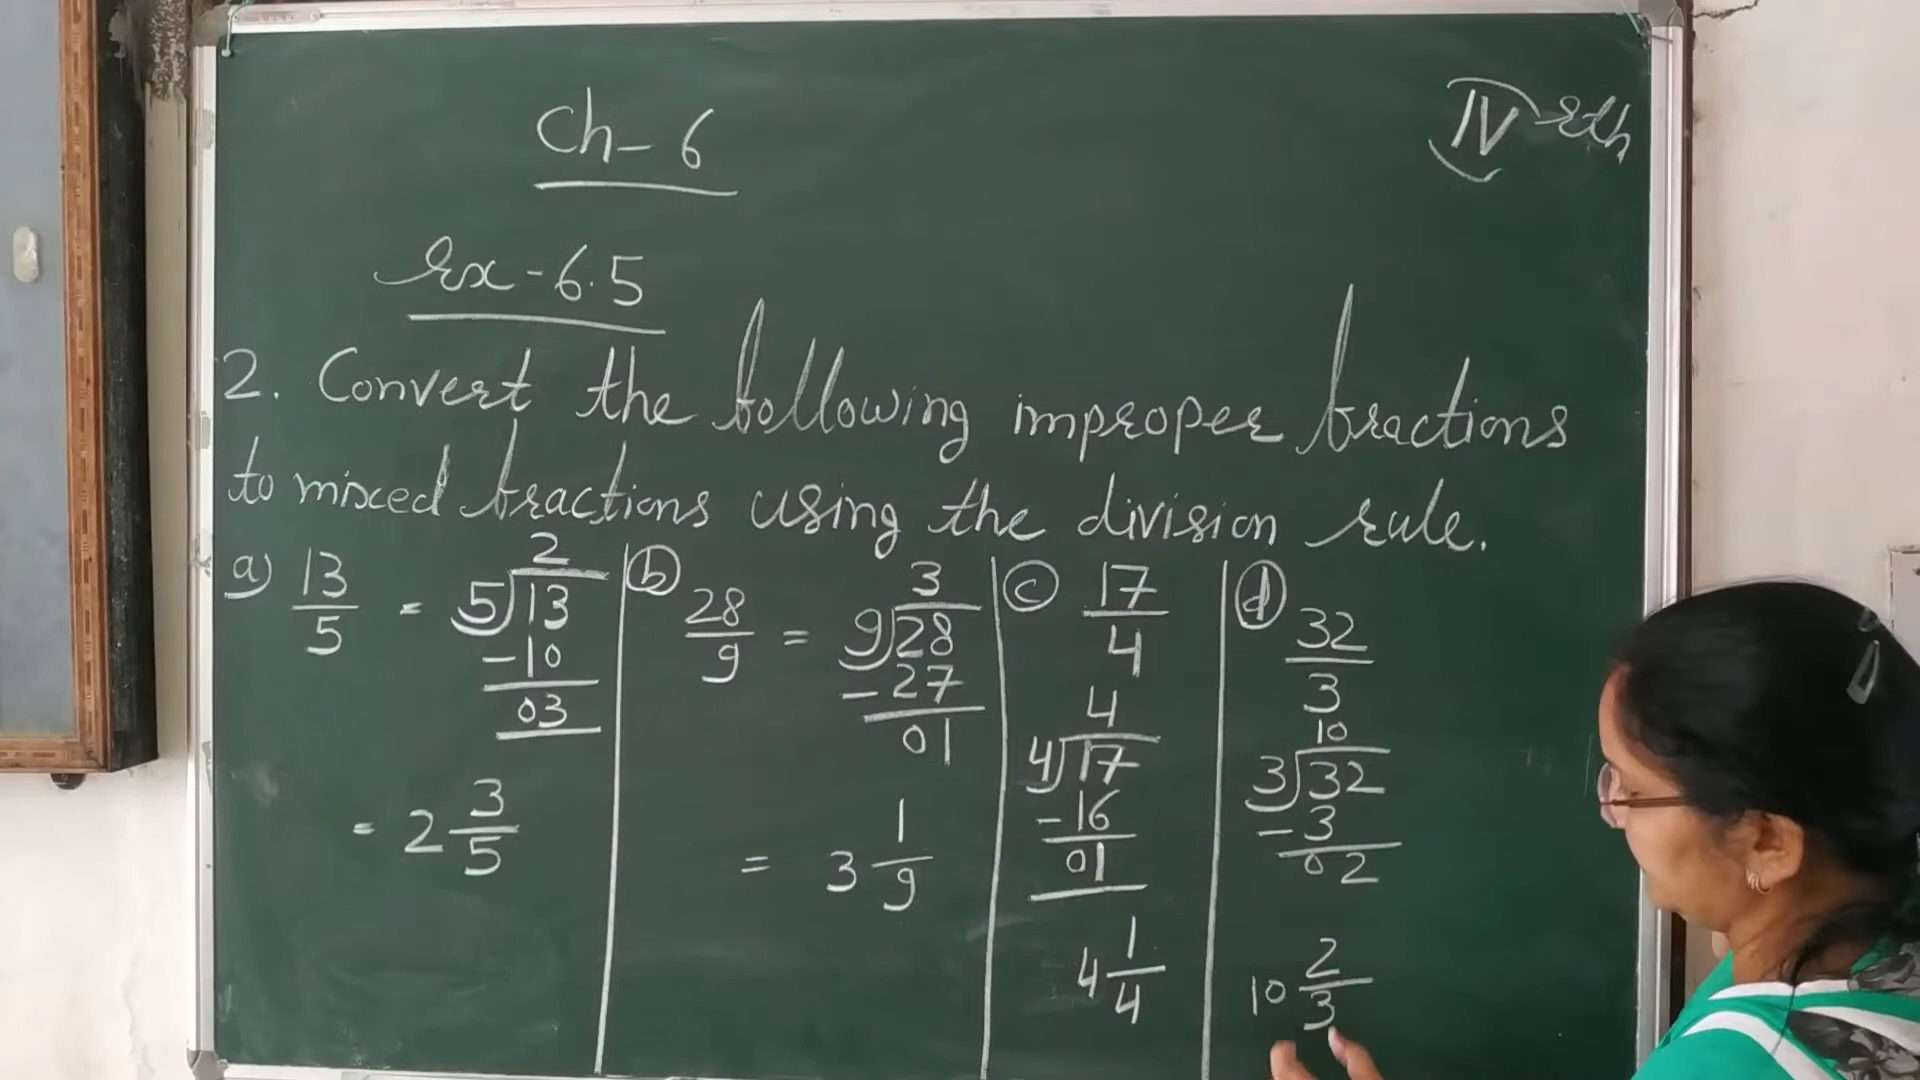 Ch-6
IV-eth
Ex-6.5
2. Convert the following improper fractions
to mixed fractions using the division rule.
a) 13/5 =
2
5)13
-10
03
= 2 3/5
(b) 28/9 =
3
9)28
-27
01
= 3 1/9
(c) 17/4
4
4)17
-16
01
4 1/4
(d) 32/3
10
3)32
-3
02
10 2/3